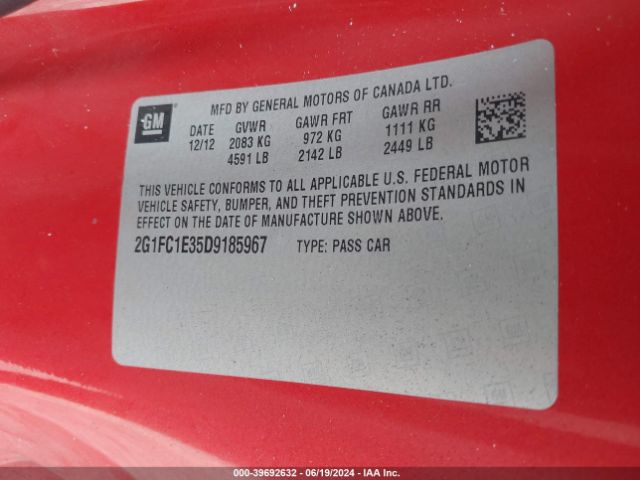 GM
MFD BY GENERAL MOTORS OF CANADA LTD.
DATE GVWR GAWR FRT GAWR RR
12/12 2083 KG 972 KG 1111 KG
4591 LB 2142 LB 2449 LB
THIS VEHICLE CONFORMS TO ALL APPLICABLE U.S. FEDERAL MOTOR
VEHICLE SAFETY, BUMPER, AND THEFT PREVENTION STANDARDS IN
EFFECT ON THE DATE OF MANUFACTURE SHOWN ABOVE.
2G1FC1E35D9185967 TYPE: PASS CAR
00-39692632 - 06/19/2024 - IAA Inc.